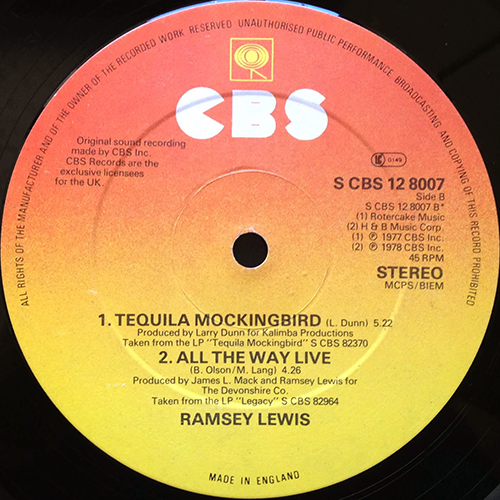 ALL RIGHTS OF THE MANUFACTURER AND OF THE OWNER OF THE RECORDED WORK RESERVED UNAUTHORISED PUBLIC PERFORMANCE BROADCASTING AND COPYING OF THIS RECORD PROHIBITED
CBS
Original sound recording
made by CBS Inc.
CBS Records are the
exclusive licensees
for the UK.
LC 0149
S CBS 12 8007
Side B
S CBS 12 8007 B*
(1) Rotercake Music
(2) H & B Music Corp.
(1) ℗ 1977 CBS Inc.
(2) ℗ 1978 CBS Inc.
45 RPM
STEREO
MCPS/BIEM
1. TEQUILA MOCKINGBIRD (L. Dunn) 5.22
Produced by Larry Dunn for Kalimba Productions
Taken from the LP "Tequila Mockingbird" S CBS 82370
2. ALL THE WAY LIVE
(B. Olson/M. Lang) 4.26
Produced by James L. Mack and Ramsey Lewis for
The Devonshire Co.
Taken from the LP "Legacy" S CBS 82964
RAMSEY LEWIS
MADE IN ENGLAND